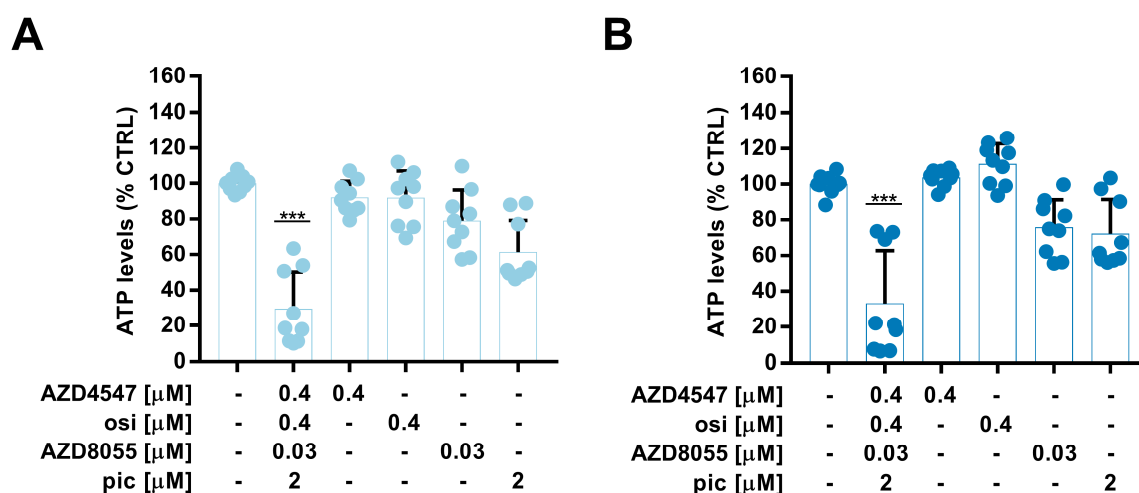 A
ATP levels (% CTRL)
160
140
120
100
80
60
40
20
0
***
AZD4547 [μM] - 0.4 0.4 - - -
osi [μM] - 0.4 - 0.4 - -
AZD8055 [μM] - 0.03 - - 0.03 -
pic [μM] - 2 - - - 2
B
ATP levels (% CTRL)
160
140
120
100
80
60
40
20
0
***
AZD4547 [μM] - 0.4 0.4 - - -
osi [μM] - 0.4 - 0.4 - -
AZD8055 [μM] - 0.03 - - 0.03 -
pic [μM] - 2 - - - 2